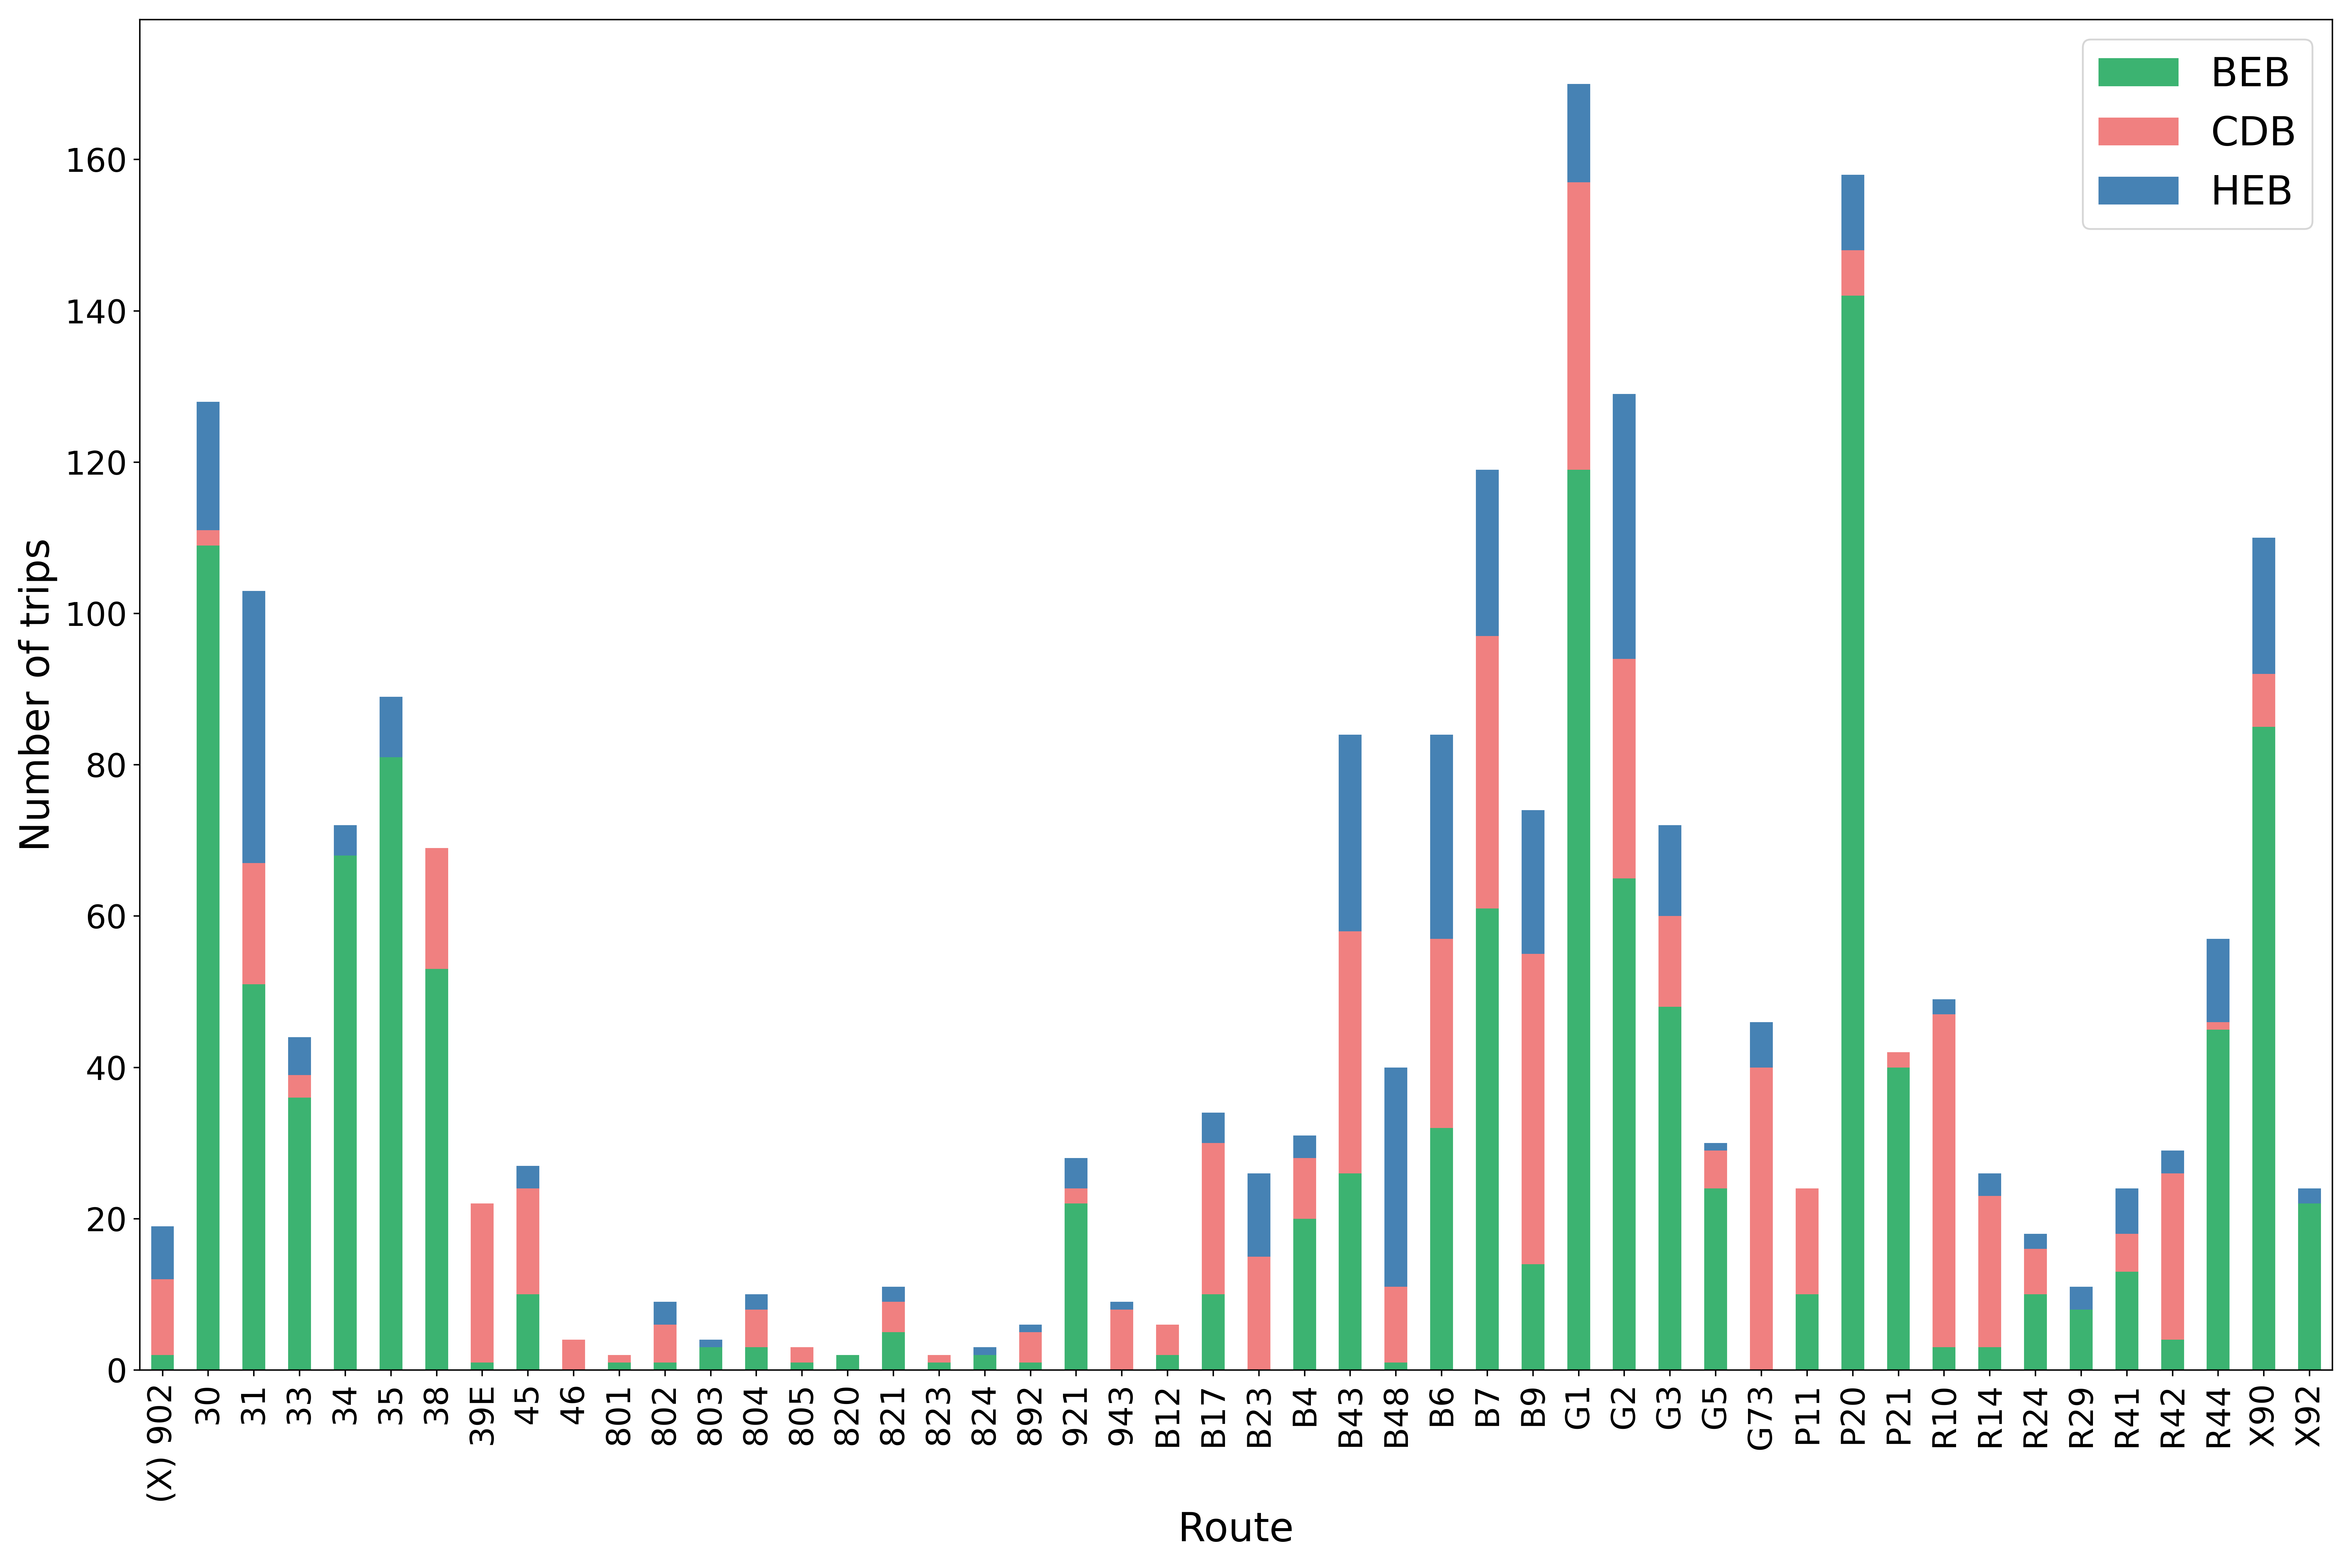 BEB
CDB
HEB
Number of trips
160
140
120
100
80
60
40
20
0
(X) 902
30
31
33
34
35
38
39E
45
46
801
802
803
804
805
820
821
823
824
892
921
943
B12
B17
B23
B4
B43
B48
B6
B7
B9
G1
G2
G3
G5
G73
P11
P20
P21
R10
R14
R24
R29
R41
R42
R44
X90
X92
Route